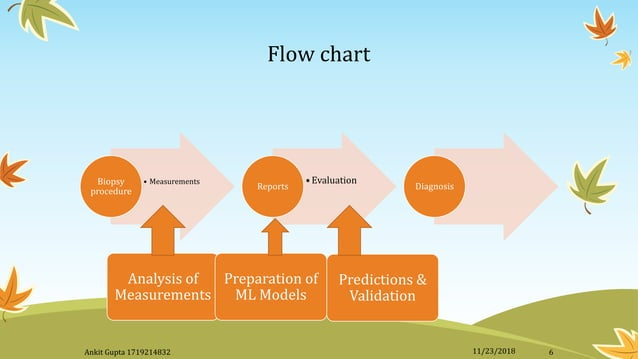 Flow chart
Biopsy
procedure
• Measurements
Reports
• Evaluation
Diagnosis
Analysis of
Measurements
Preparation of
ML Models
Predictions &
Validation
Ankit Gupta 1719214832
11/23/2018
6